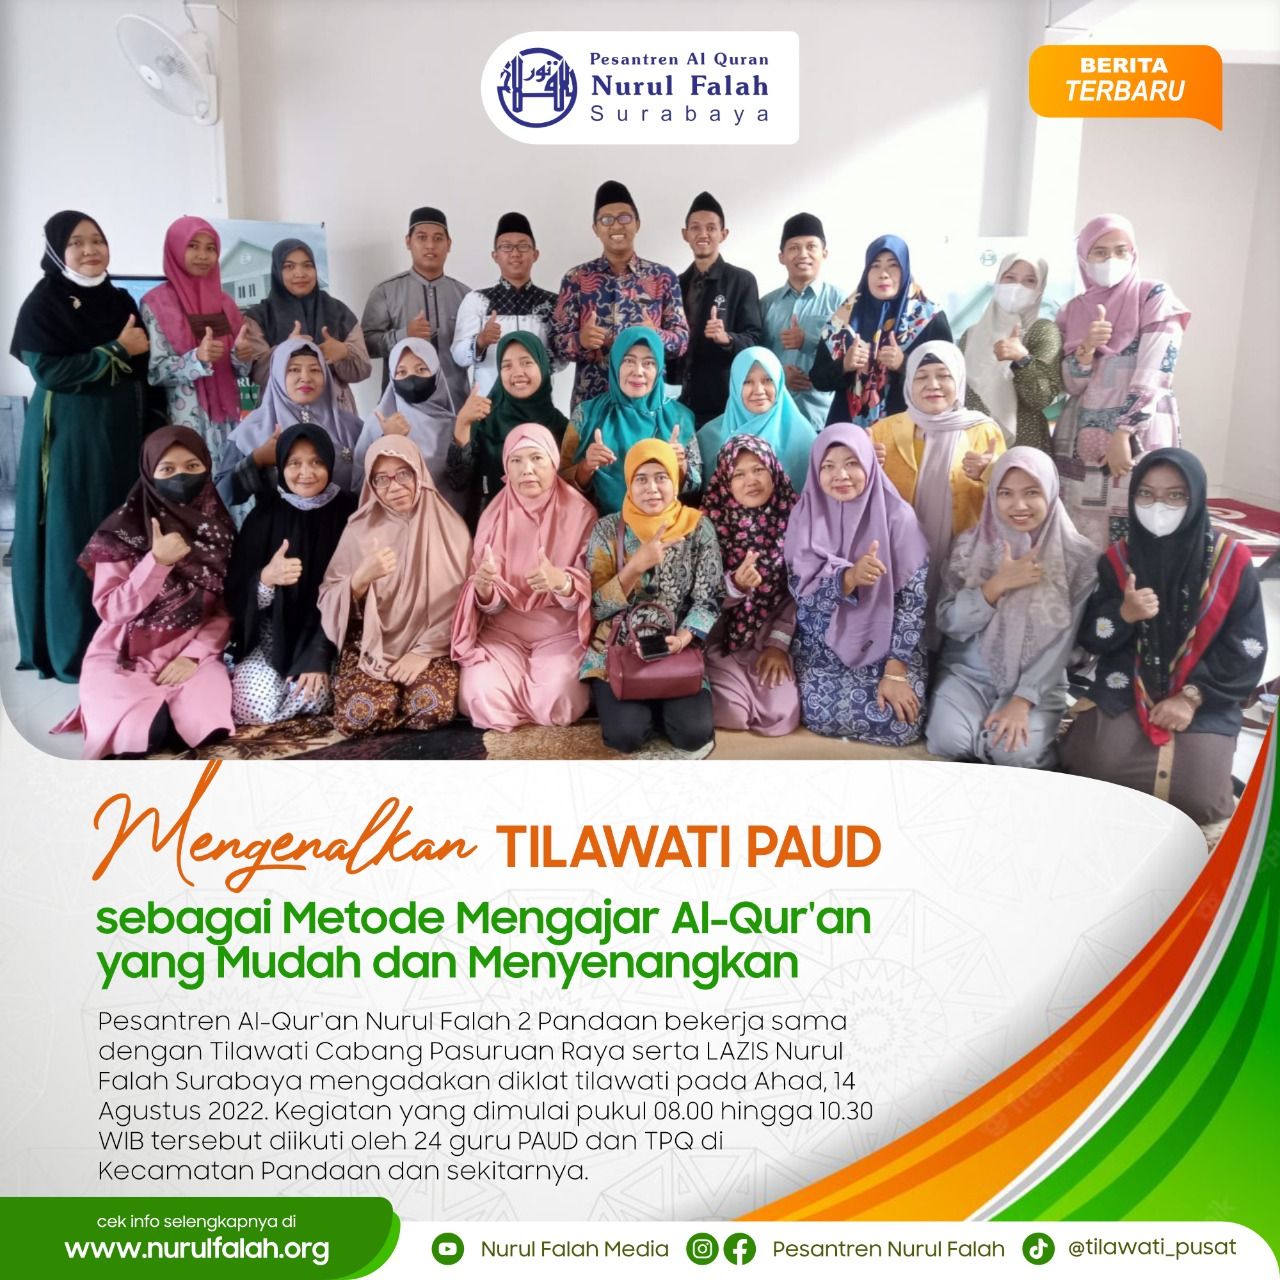 Pesantren Al Quran
Nurul Falah
Surabaya
BERITA
TERBARU
Mengenalkan TILAWATI PAUD
sebagai Metode Mengajar Al-Qur'an
yang Mudah dan Menyenangkan
Pesantren Al-Qur'an Nurul Falah 2 Pandaan bekerja sama
dengan Tilawati Cabang Pasuruan Raya serta LAZIS Nurul
Falah Surabaya mengadakan diklat tilawati pada Ahad, 14
Agustus 2022. Kegiatan yang dimulai pukul 08.00 hingga 10.30
WIB tersebut diikuti oleh 24 guru PAUD dan TPQ di
Kecamatan Pandaan dan sekitarnya.
cek info selengkapnya di
www.nurulfalah.org
Nurul Falah Media
Pesantren Nurul Falah
@tilawati_pusat
freepik